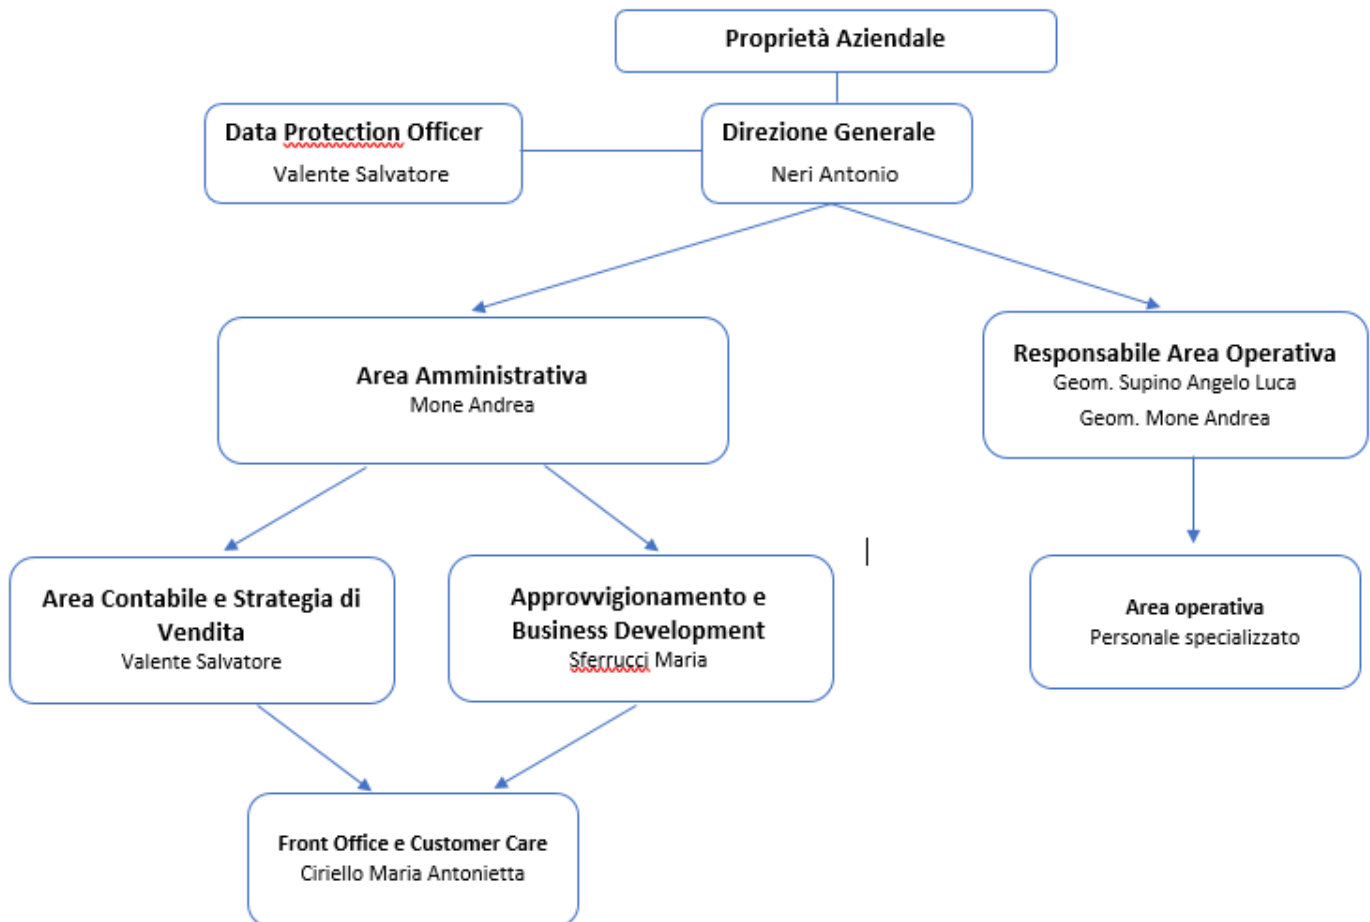 Proprietà Aziendale
Data Protection Officer
Valente Salvatore
Direzione Generale
Neri Antonio
Area Amministrativa
Mone Andrea
Responsabile Area Operativa
Geom. Supino Angelo Luca
Geom. Mone Andrea
Area Contabile e Strategia di
Vendita
Valente Salvatore
Approvvigionamento e
Business Development
Sferrucci Maria
Area operativa
Personale specializzato
Front Office e Customer Care
Ciriello Maria Antonietta